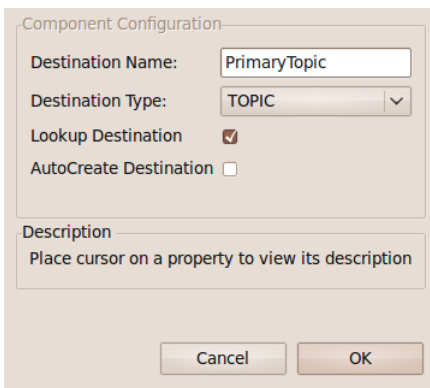 Component Configuration
Destination Name: PrimaryTopic
Destination Type: TOPIC
Lookup Destination
AutoCreate Destination
Description
Place cursor on a property to view its description
Cancel OK